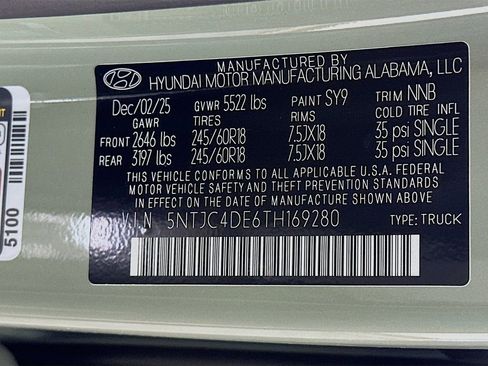 MANUFACTURED BY
HYUNDAI MOTOR MANUFACTURING ALABAMA, LLC
Dec/02/25 GVWR 5522 lbs PAINT SY9 TRIM NNB
GAWR TIRES RIMS COLD TIRE INFL
FRONT 2646 lbs 245/60R18 7.5JX18 35 psi SINGLE
REAR 3197 lbs 245/60R18 7.5JX18 35 psi SINGLE
THIS VEHICLE CONFORMS TO ALL APPLICABLE U.S.A. FEDERAL
MOTOR VEHICLE SAFETY AND THEFT PREVENTION STANDARDS IN
EFFECT ON THE DATE OF MANUFACTURE SHOWN ABOVE.
VIN 5NTJC4DE6TH169280 TYPE: TRUCK
5100